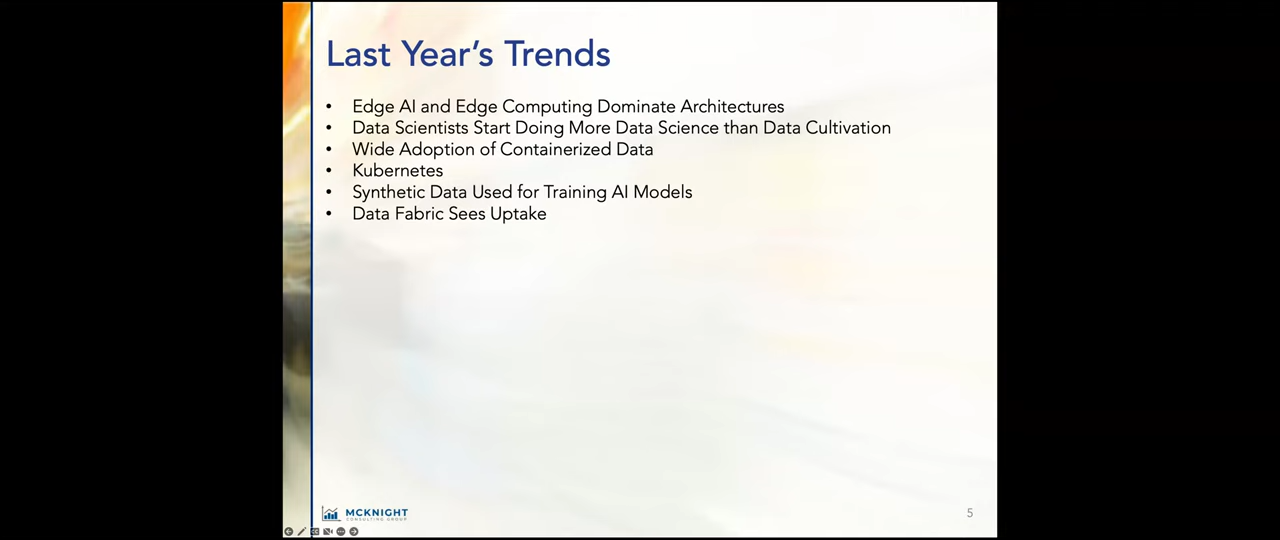 Last Year's Trends
• Edge AI and Edge Computing Dominate Architectures
• Data Scientists Start Doing More Data Science than Data Cultivation
• Wide Adoption of Containerized Data
• Kubernetes
• Synthetic Data Used for Training AI Models
• Data Fabric Sees Uptake
MCKNIGHT
CONSULTING GROUP
5